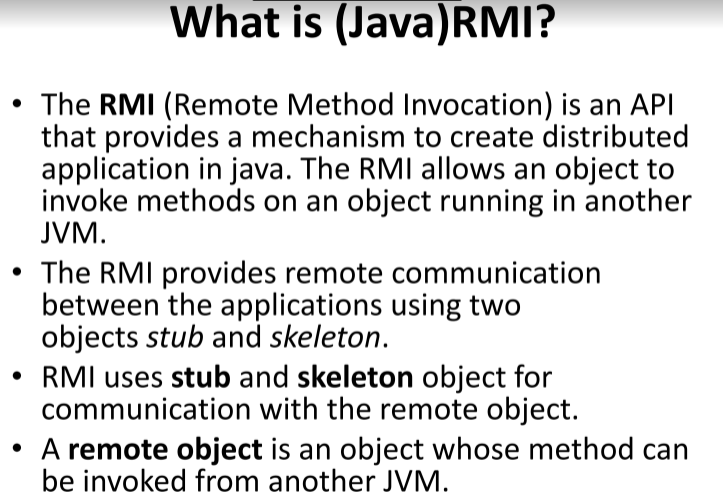 What is (Java)RMI?
• The RMI (Remote Method Invocation) is an API
that provides a mechanism to create distributed
application in java. The RMI allows an object to
invoke methods on an object running in another
JVM.
• The RMI provides remote communication
between the applications using two
objects stub and skeleton.
• RMI uses stub and skeleton object for
communication with the remote object.
• A remote object is an object whose method can
be invoked from another JVM.